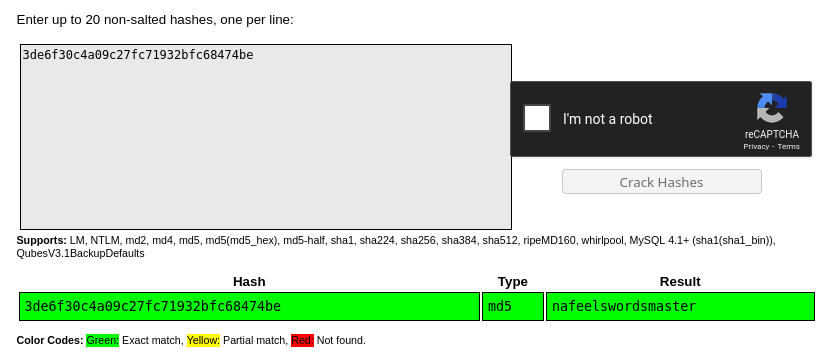 Enter up to 20 non-salted hashes, one per line:
3de6f30c4a09c27fc71932bfc68474be
I'm not a robot
reCAPTCHA
Privacy - Terms
Crack Hashes
Supports: LM, NTLM, md2, md4, md5, md5(md5_hex), md5-half, sha1, sha224, sha256, sha384, sha512, ripeMD160, whirlpool, MySQL 4.1+ (sha1(sha1_bin)),
QubesV3.1BackupDefaults
Hash Type Result
3de6f30c4a09c27fc71932bfc68474be md5 nafeelswordsmaster
Color Codes: Green: Exact match, Yellow: Partial match, Red: Not found.